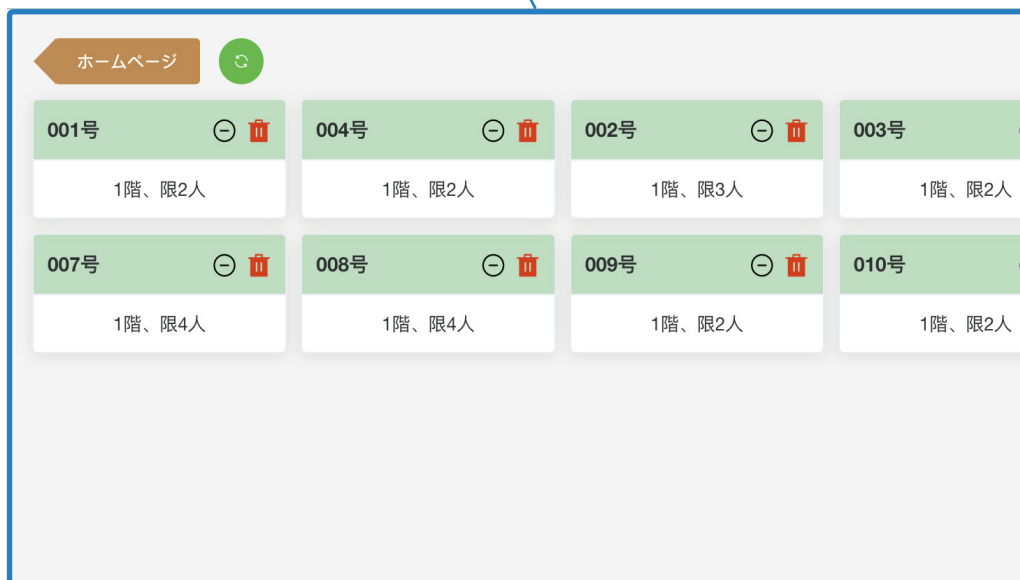 ホームページ
001号 004号 002号 003号
1階、限2人 1階、限2人 1階、限3人 1階、限2人
007号 008号 009号 010号
1階、限4人 1階、限4人 1階、限2人 1階、限2人